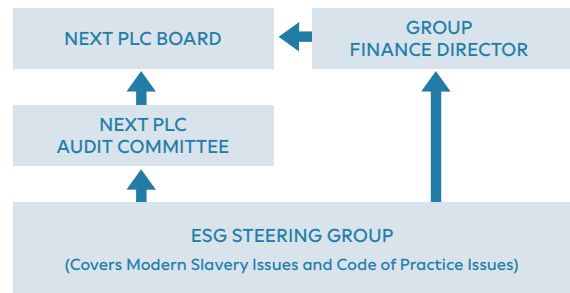 NEXT PLC BOARD
GROUP
FINANCE DIRECTOR
NEXT PLC
AUDIT COMMITTEE
ESG STEERING GROUP
(Covers Modern Slavery Issues and Code of Practice Issues)